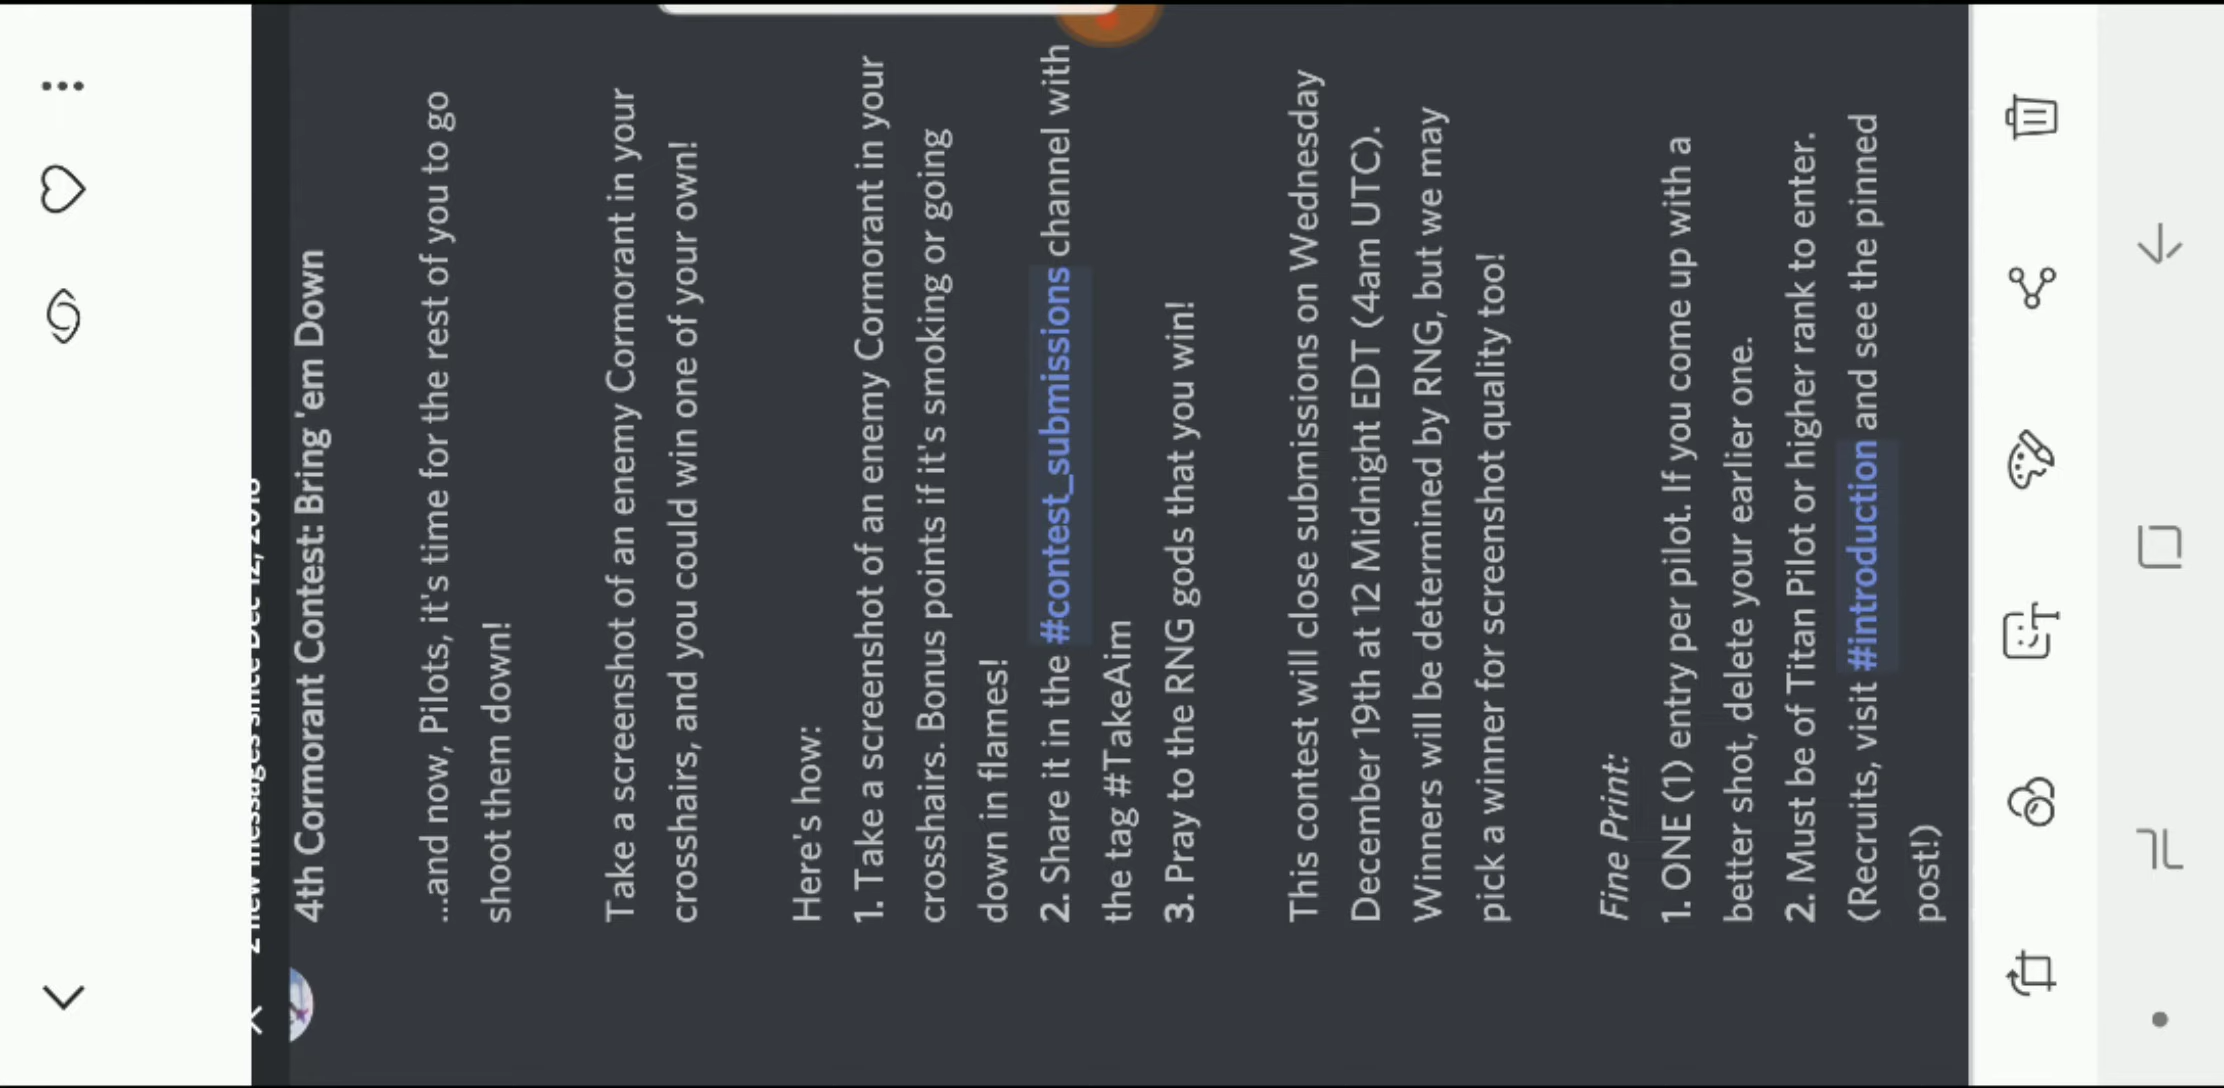 2 new messages since Dec 12, 2018
4th Cormorant Contest: Bring 'em Down
...and now, Pilots, it's time for the rest of you to go
shoot them down!
Take a screenshot of an enemy Cormorant in your
crosshairs, and you could win one of your own!
Here's how:
1. Take a screenshot of an enemy Cormorant in your
crosshairs. Bonus points if it's smoking or going
down in flames!
2. Share it in the #contest_submissions channel with
the tag #TakeAim
3. Pray to the RNG gods that you win!
This contest will close submissions on Wednesday
December 19th at 12 Midnight EDT (4am UTC).
Winners will be determined by RNG, but we may
pick a winner for screenshot quality too!
Fine Print:
1. ONE (1) entry per pilot. If you come up with a
better shot, delete your earlier one.
2. Must be of Titan Pilot or higher rank to enter.
(Recruits, visit #introduction and see the pinned
post!)